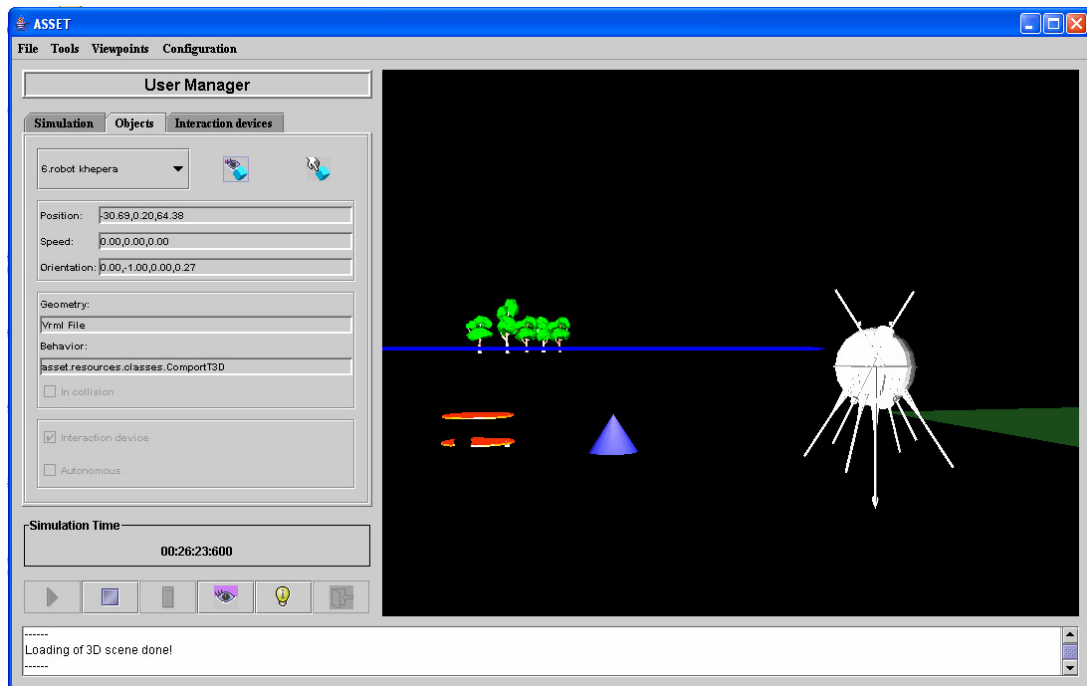 ASSET
File Tools Viewpoints Configuration
User Manager
Simulation Objects Interaction devices
6.robot khepera
Position: -30.69,0.20,64.38
Speed: 0.00,0.00,0.00
Orientation: 0.00,-1.00,0.00,0.27
Geometry:
Vrml File
Behavior:
asset.resources.classes.ComportT3D
In collision
Interaction device
Autonomous
Simulation Time
00:26:23:600
------
Loading of 3D scene done!
------